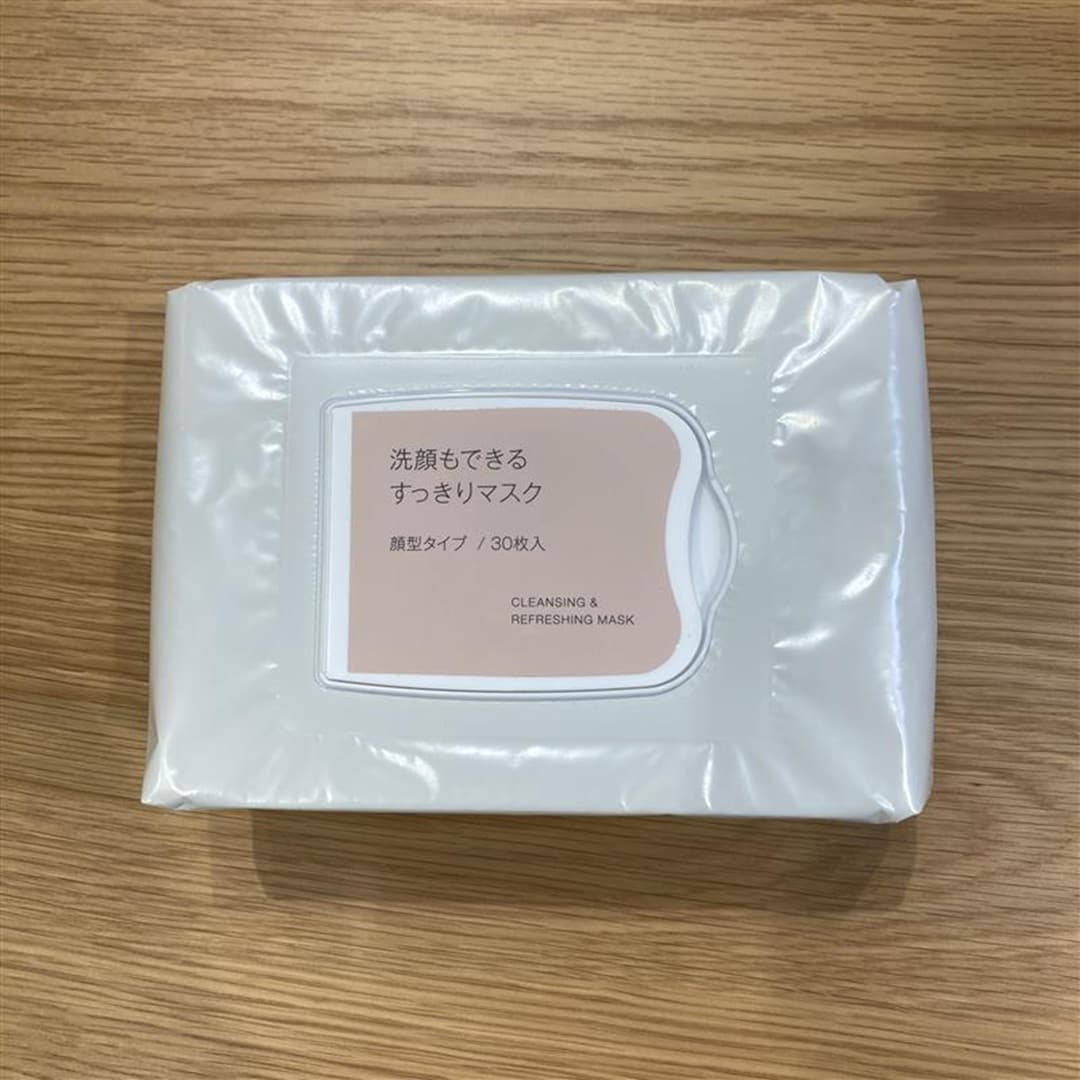 洗顔もできる
すっきりマスク
顔型タイプ / 30枚入
CLEANSING &
REFRESHING MASK